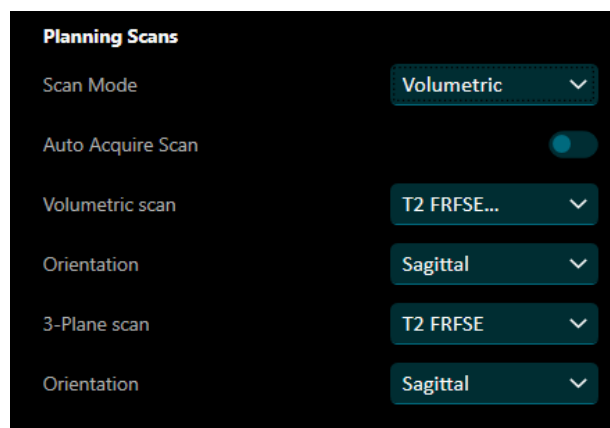 Planning Scans
Scan Mode Volumetric
Auto Acquire Scan
Volumetric scan T2 FRFSE...
Orientation Sagittal
3-Plane scan T2 FRFSE
Orientation Sagittal